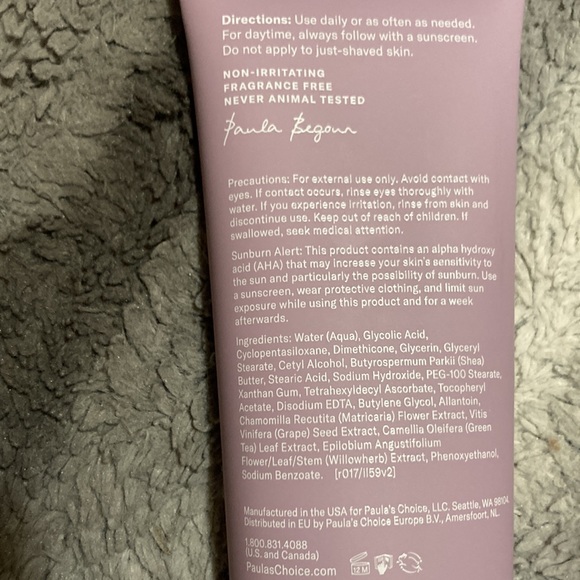 Directions: Use daily or as often as needed.
For daytime, always follow with a sunscreen.
Do not apply to just-shaved skin.
NON-IRRITATING
FRAGRANCE FREE
NEVER ANIMAL TESTED
Paula Begoun
Precautions: For external use only. Avoid contact with
eyes. If contact occurs, rinse eyes thoroughly with
water. If you experience irritation, rinse from skin and
discontinue use. Keep out of reach of children. If
swallowed, seek medical attention.
Sunburn Alert: This product contains an alpha hydroxy
acid (AHA) that may increase your skin's sensitivity to
the sun and particularly the possibility of sunburn. Use
a sunscreen, wear protective clothing, and limit sun
exposure while using this product and for a week
afterwards.
Ingredients: Water (Aqua), Glycolic Acid,
Cyclopentasiloxane, Dimethicone, Glycerin, Glyceryl
Stearate, Cetyl Alcohol, Butyrospermum Parkii (Shea)
Butter, Stearic Acid, Sodium Hydroxide, PEG-100 Stearate,
Xanthan Gum, Tetrahexyldecyl Ascorbate, Tocopheryl
Acetate, Disodium EDTA, Butylene Glycol, Allantoin,
Chamomilla Recutita (Matricaria) Flower Extract, Vitis
Vinifera (Grape) Seed Extract, Camellia Oleifera (Green
Tea) Leaf Extract, Epilobium Angustifolium
Flower/Leaf/Stem (Willowherb) Extract, Phenoxyethanol,
Sodium Benzoate. [r017/il59v2]
Manufactured in the USA for Paula's Choice, LLC. Seattle, WA 98104
Distributed in EU by Paula's Choice Europe B.V., Amersfoort, NL.
1.800.831.4088
(U.S. and Canada)
PaulasChoice.com
12 M